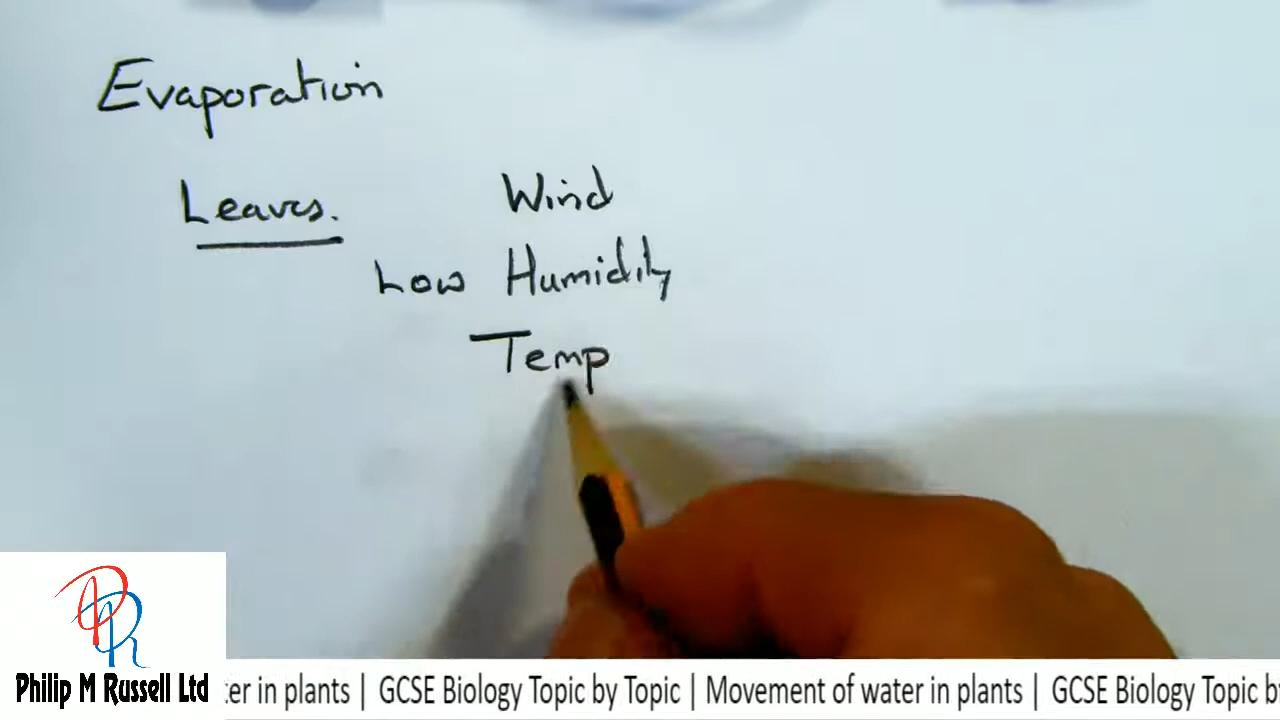 Evaporation
Leaves.
Wind
Low Humidity
Temp
Philip M Russell Ltd
ter in plants | GCSE Biology Topic by Topic | Movement of water in plants | GCSE Biology Topic b